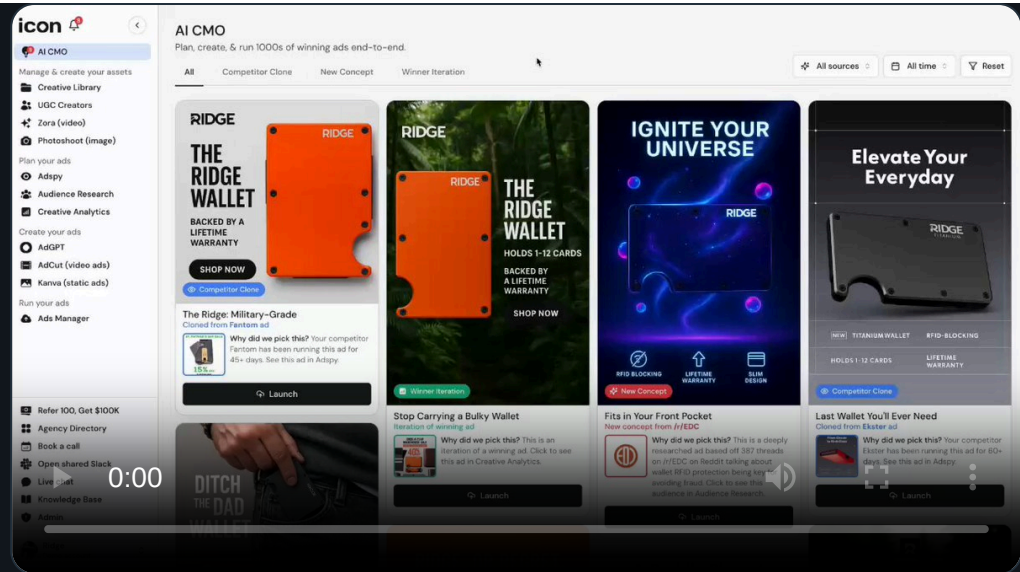 icon
AI CMO
Manage & create your assets
Creative Library
UGC Creators
Zora (video)
Photoshoot (image)
Plan your ads
Adspy
Audience Research
Creative Analytics
Create your ads
AdGPT
AdCut (video ads)
Kanva (static ads)
Run your ads
Ads Manager
Refer 100, Get $100K
Agency Directory
Book a call
Open shared Slack
Live chat
Knowledge Base
Admin
0:00
AI CMO
Plan, create, & run 1000s of winning ads end-to-end.
All
Competitor Clone
New Concept
Winner Iteration
All sources
All time
Reset
RIDGE
RIDGE
THE
RIDGE
WALLET
BACKED BY A
LIFETIME
WARRANTY
SHOP NOW
Competitor Clone
The Ridge: Military-Grade
Cloned from Fantom ad
15%
Why did we pick this? Your competitor
Fantom has been running this ad for
45+ days. See this ad in Adspy.
Launch
DITCH
THE DAD
WALLET
RIDGE
RIDGE
THE
RIDGE
WALLET
HOLDS 1-12 CARDS
BACKED BY
A LIFETIME
WARRANTY
SHOP NOW
Winner Iteration
Stop Carrying a Bulky Wallet
Iteration of winning ad
Why did we pick this? This is an
iteration of a winning ad. Click to see
this ad in Creative Analytics.
Launch
IGNITE YOUR
UNIVERSE
RIDGE
RFID BLOCKING
LIFETIME
WARRANTY
SLIM
DESIGN
New Concept
Fits in Your Front Pocket
New concept from /r/EDC
Why did we pick this? This is a deeply
researched ad based off 387 threads
on /r/EDC on Reddit talking about
wallet RFID protection being key
avoiding fraud. Click to see this
audience in Audience Research.
Launch
Elevate Your
Everyday
RIDGE
TITANIUM
NEW
TITANIUM WALLET
RFID-BLOCKING
HOLDS 1-12 CARDS
LIFETIME
WARRANTY
Competitor Clone
Last Wallet You'll Ever Need
Cloned from Ekster ad
Why did we pick this? Your competitor
Ekster has been running this ad for 60+
days. See this ad in Adspy.
Launch